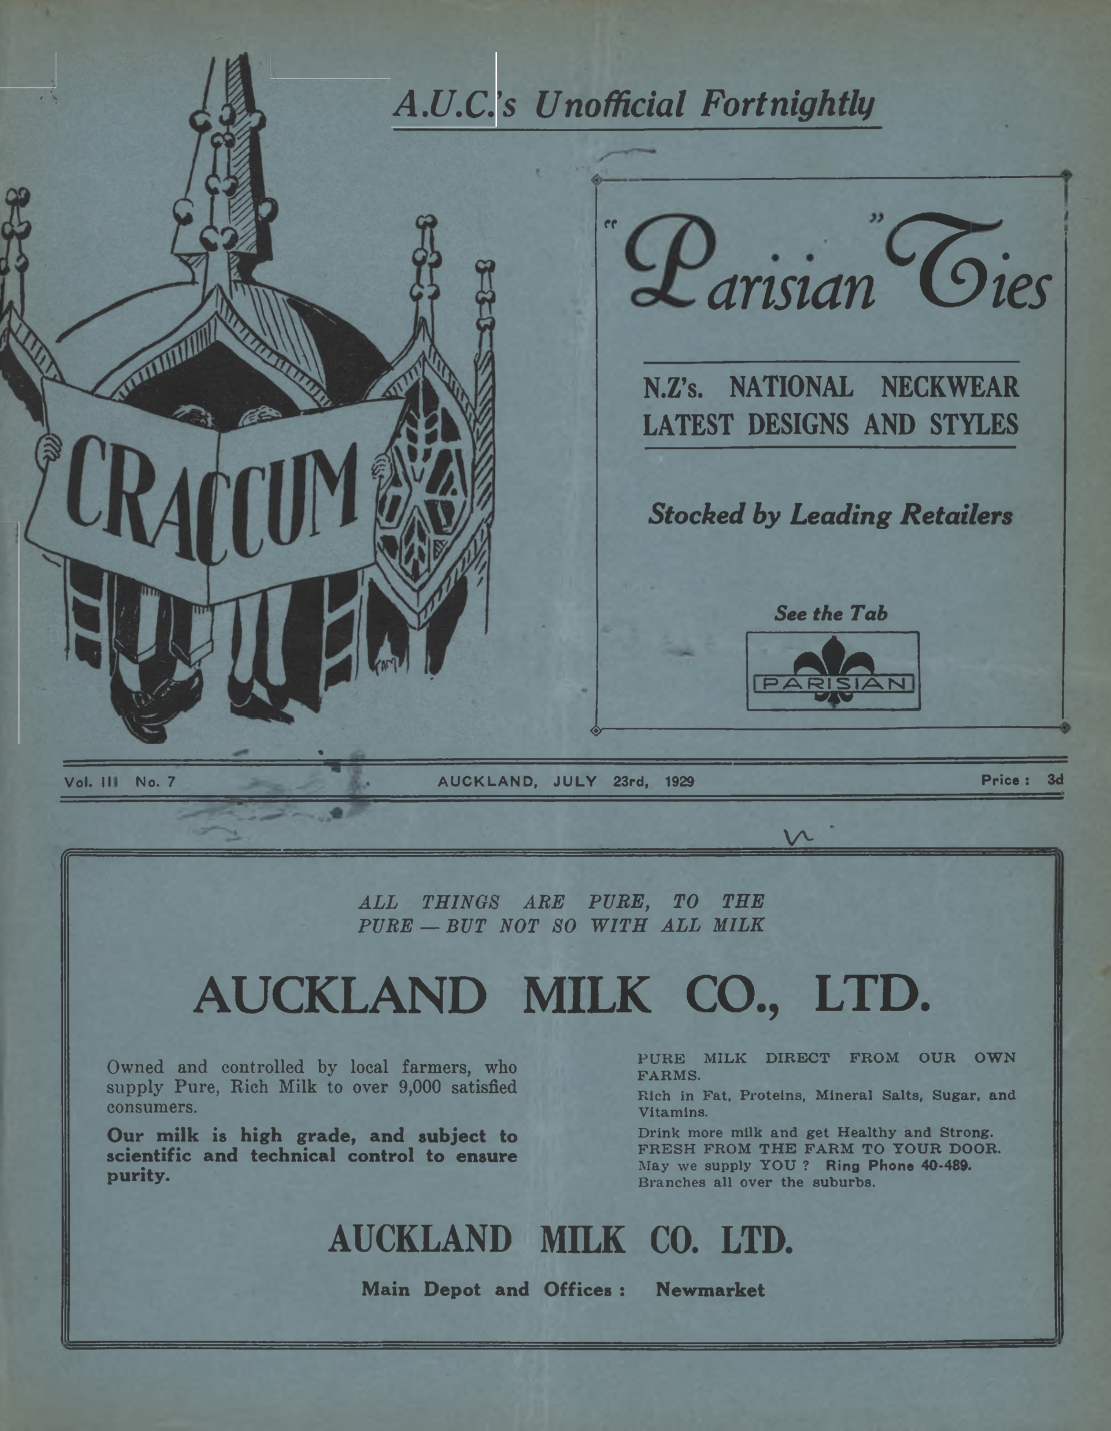 A.U.C.'s Unofficial Fortnightly
CRACCUM
"Parisian" Ties
N.Z's. NATIONAL NECKWEAR
LATEST DESIGNS AND STYLES
Stocked by Leading Retailers
See the Tab
PARISIAN
Vol. III No. 7
AUCKLAND, JULY 23rd, 1929
Price : 3d
ALL THINGS ARE PURE, TO THE
PURE — BUT NOT SO WITH ALL MILK
AUCKLAND MILK CO., LTD.
Owned and controlled by local farmers, who
supply Pure, Rich Milk to over 9,000 satisfied
consumers.
Our milk is high grade, and subject to
scientific and technical control to ensure
purity.
PURE MILK DIRECT FROM OUR OWN
FARMS.
Rich in Fat, Proteins, Mineral Salts, Sugar, and
Vitamins.
Drink more milk and get Healthy and Strong.
FRESH FROM THE FARM TO YOUR DOOR.
May we supply YOU ? Ring Phone 40-489.
Branches all over the suburbs.
AUCKLAND MILK CO. LTD.
Main Depot and Offices : Newmarket